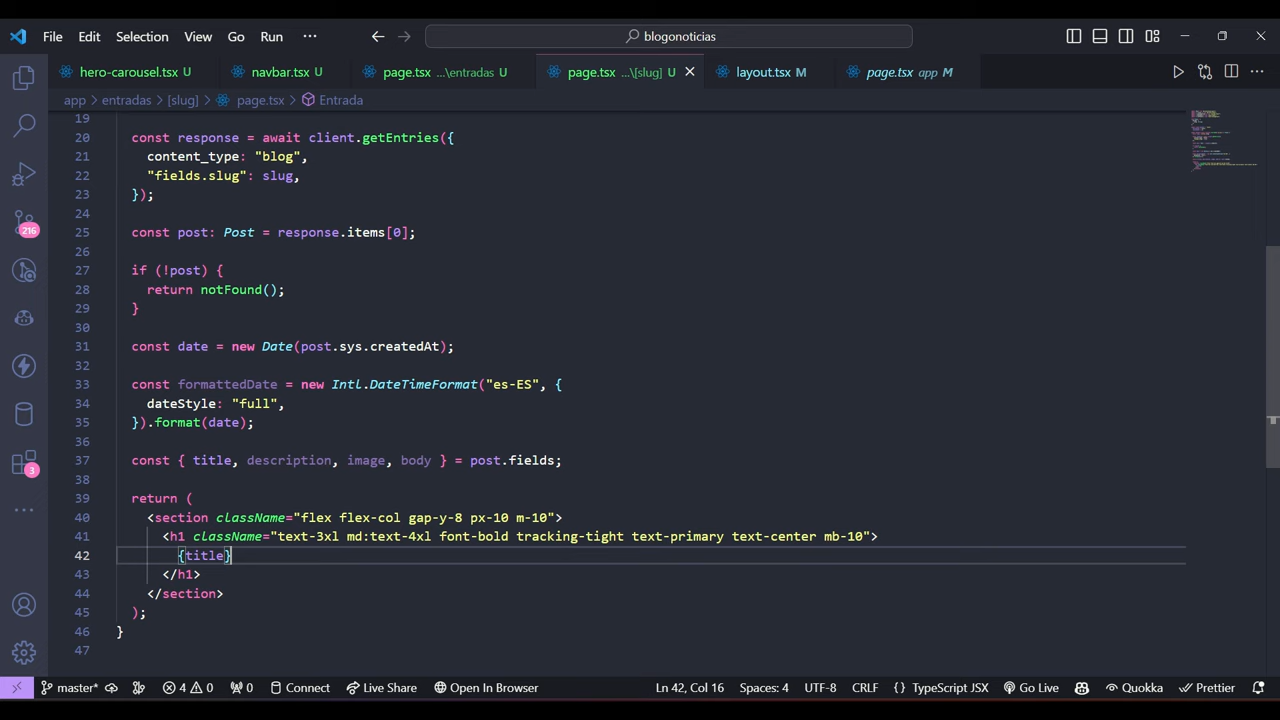 File Edit Selection View Go Run ··· blogonoticias
hero-carousel.tsx U navbar.tsx U page.tsx ...\entradas U page.tsx ...\[slug] U layout.tsx M page.tsx app M
app > entradas > [slug] > page.tsx > Entrada
19
20 const response = await client.getEntries({
21 content_type: "blog",
22 "fields.slug": slug,
23 });
24
25 const post: Post = response.items[0];
26
27 if (!post) {
28 return notFound();
29 }
30
31 const date = new Date(post.sys.createdAt);
32
33 const formattedDate = new Intl.DateTimeFormat("es-ES", {
34 dateStyle: "full",
35 }).format(date);
36
37 const { title, description, image, body } = post.fields;
38
39 return (
40 <section className="flex flex-col gap-y-8 px-10 m-10">
41 <h1 className="text-3xl md:text-4xl font-bold tracking-tight text-primary text-center mb-10">
42 {title}
43 </h1>
44 </section>
45 );
46 }
47
216
3
master* 4 0 0 Connect Live Share Open In Browser Ln 42, Col 16 Spaces: 4 UTF-8 CRLF {} TypeScript JSX Go Live Quokka Prettier